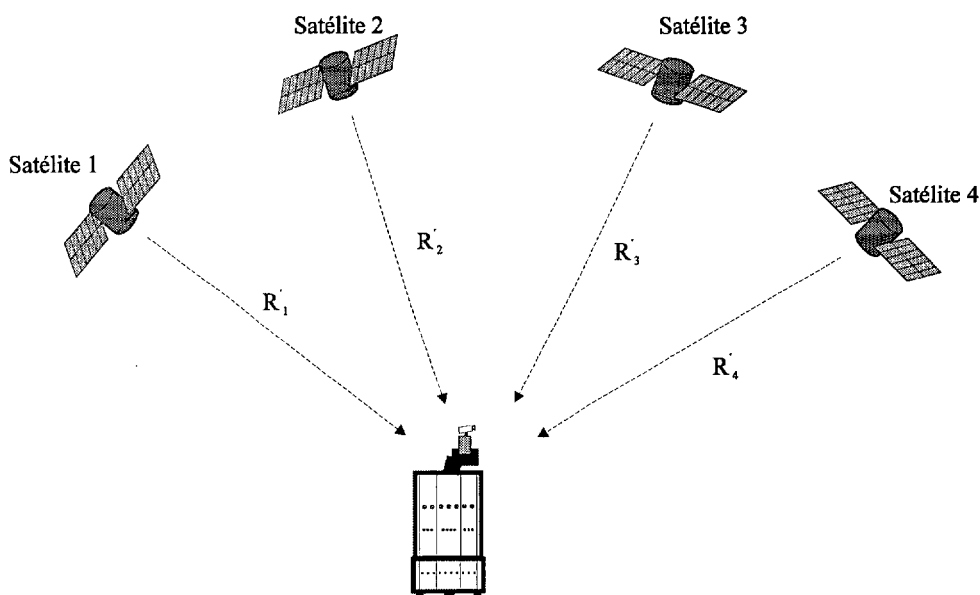 Satélite 1
Satélite 2
Satélite 3
Satélite 4
R'₁
R'₂
R'₃
R'₄